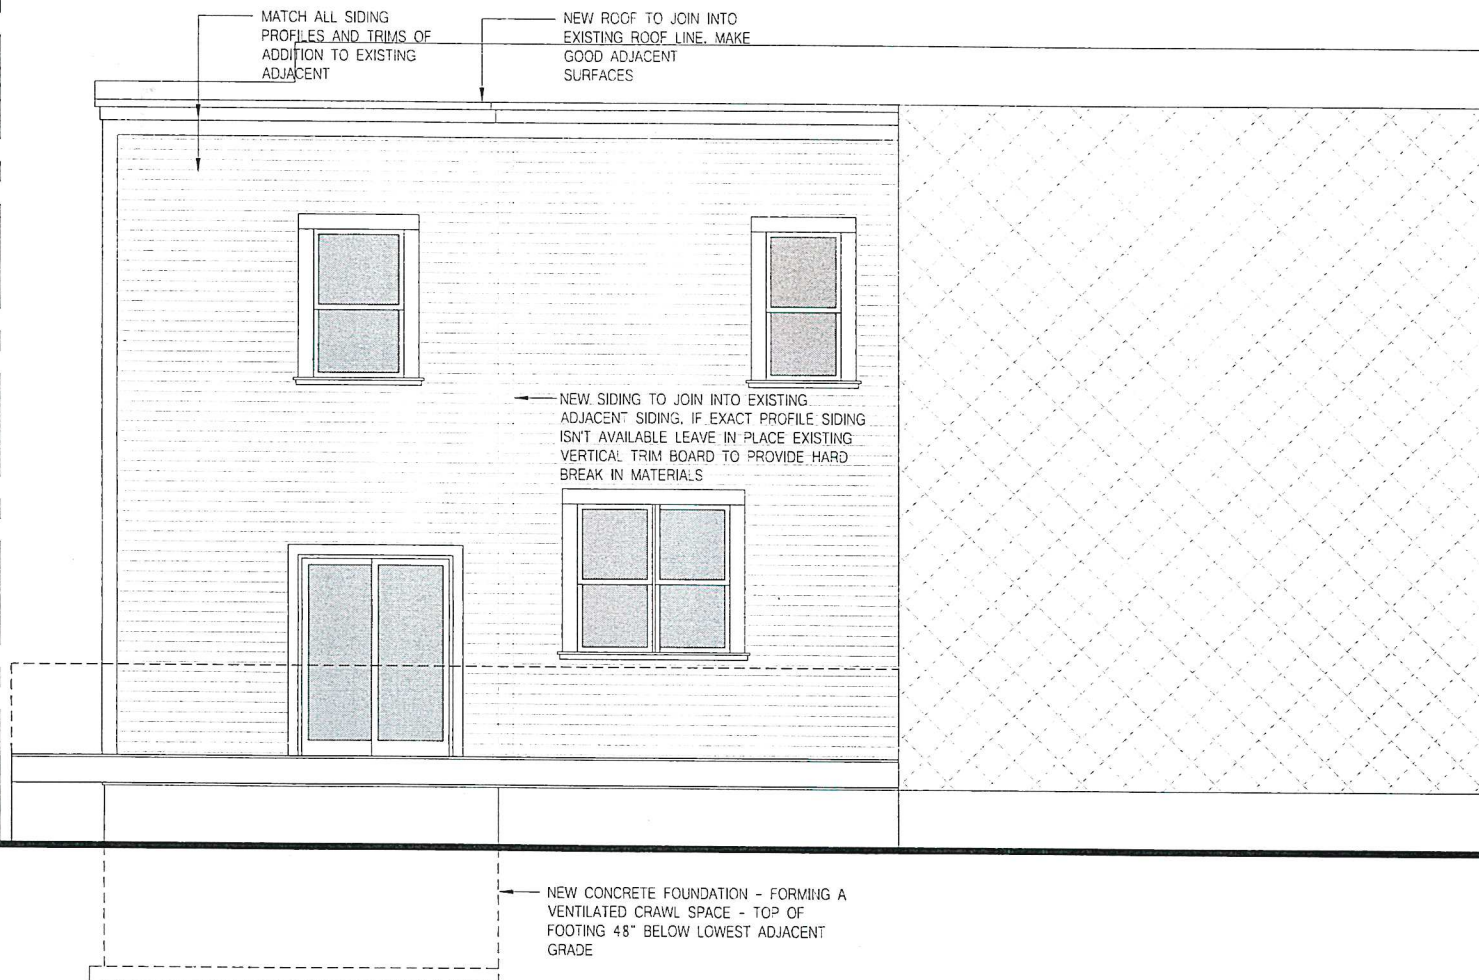 MATCH ALL SIDING
PROFILES AND TRIMS OF
ADDITION TO EXISTING
ADJACENT
NEW ROOF TO JOIN INTO
EXISTING ROOF LINE. MAKE
GOOD ADJACENT
SURFACES
NEW SIDING TO JOIN INTO EXISTING
ADJACENT SIDING, IF EXACT PROFILE SIDING
ISN'T AVAILABLE LEAVE IN PLACE EXISTING
VERTICAL TRIM BOARD TO PROVIDE HARD
BREAK IN MATERIALS
NEW CONCRETE FOUNDATION - FORMING A
VENTILATED CRAWL SPACE - TOP OF
FOOTING 48" BELOW LOWEST ADJACENT
GRADE